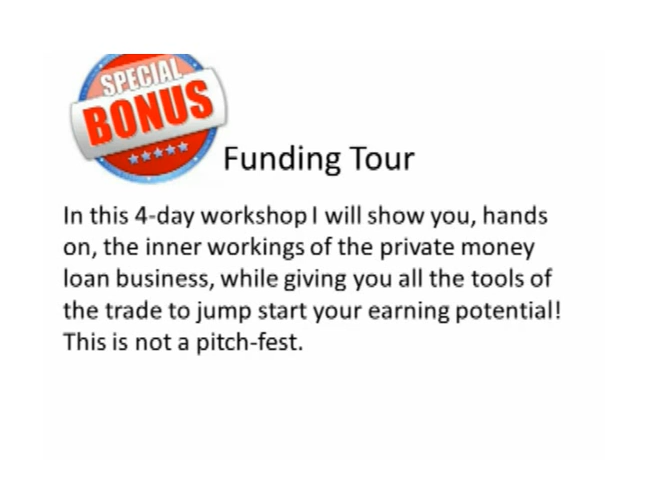 SPECIAL
BONUS
Funding Tour
In this 4-day workshop I will show you, hands
on, the inner workings of the private money
loan business, while giving you all the tools of
the trade to jump start your earning potential!
This is not a pitch-fest.